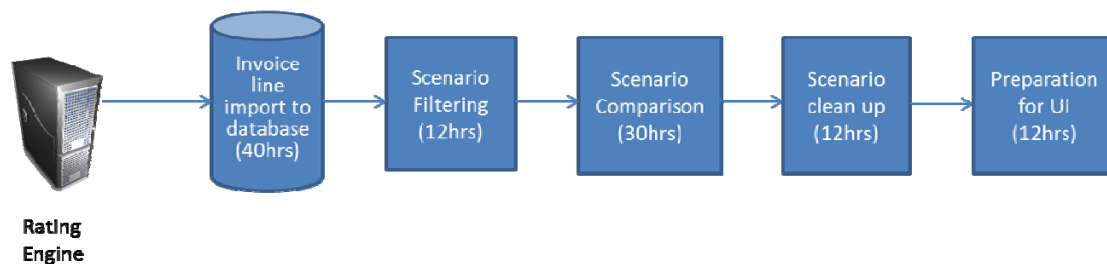 Rating
Engine
Invoice
line
import to
database
(40hrs)
Scenario
Filtering
(12hrs)
Scenario
Comparison
(30hrs)
Scenario
clean up
(12hrs)
Preparation
for UI
(12hrs)